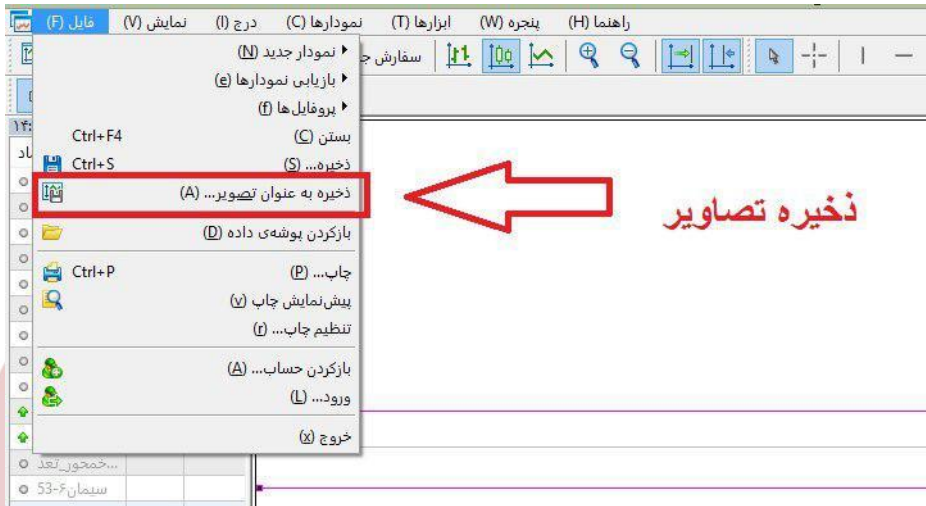 فایل (F) نمایش (V) درج (I) نمودارها (C) ابزارها (T) پنجره (W) راهنما (H)
سفارش
نمودار جدید (N)
بازیابی نمودارها (e)
پروفایل‌ها (f)
بستن (C) Ctrl+F4
ذخیره... (S) Ctrl+S
ذخیره به عنوان تصویر... (A)
بازکردن پوشه‌ی داده (D)
چاپ... (P) Ctrl+P
پیش‌نمایش چاپ (v)
تنظیم چاپ... (r)
بازکردن حساب... (A)
ورود... (L)
خروج (x)
ذخیره تصاویر
۱۴:
خمحور_تعد...
سیمان۶-53